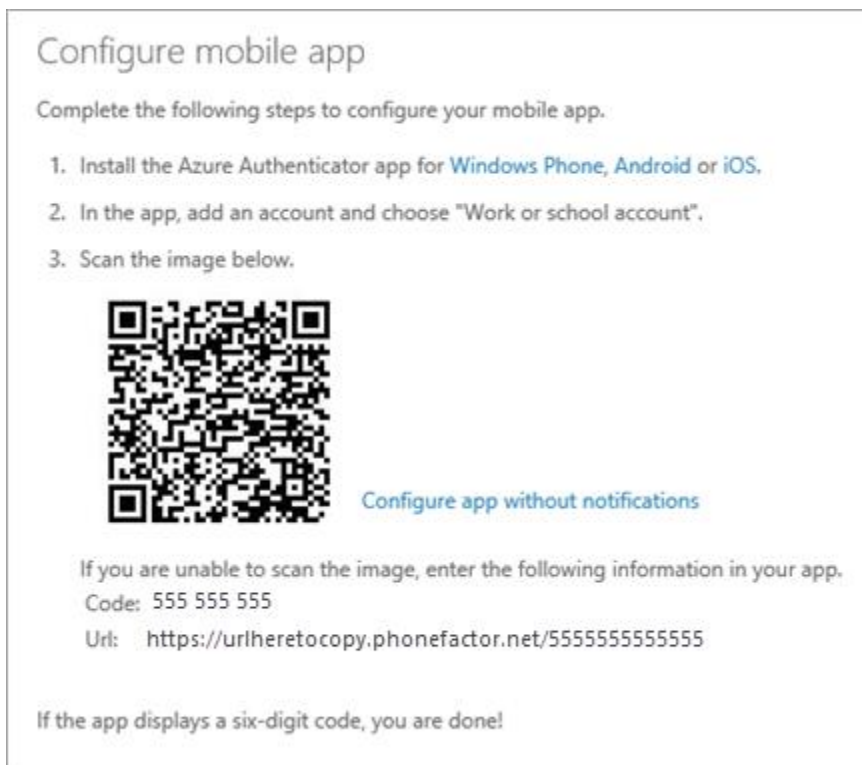 Configure mobile app
Complete the following steps to configure your mobile app.
1. Install the Azure Authenticator app for Windows Phone, Android or iOS.
2. In the app, add an account and choose "Work or school account".
3. Scan the image below.
Configure app without notifications
If you are unable to scan the image, enter the following information in your app.
Code: 555 555 555
Url: https://urlheretocopy.phonefactor.net/5555555555555
If the app displays a six-digit code, you are done!